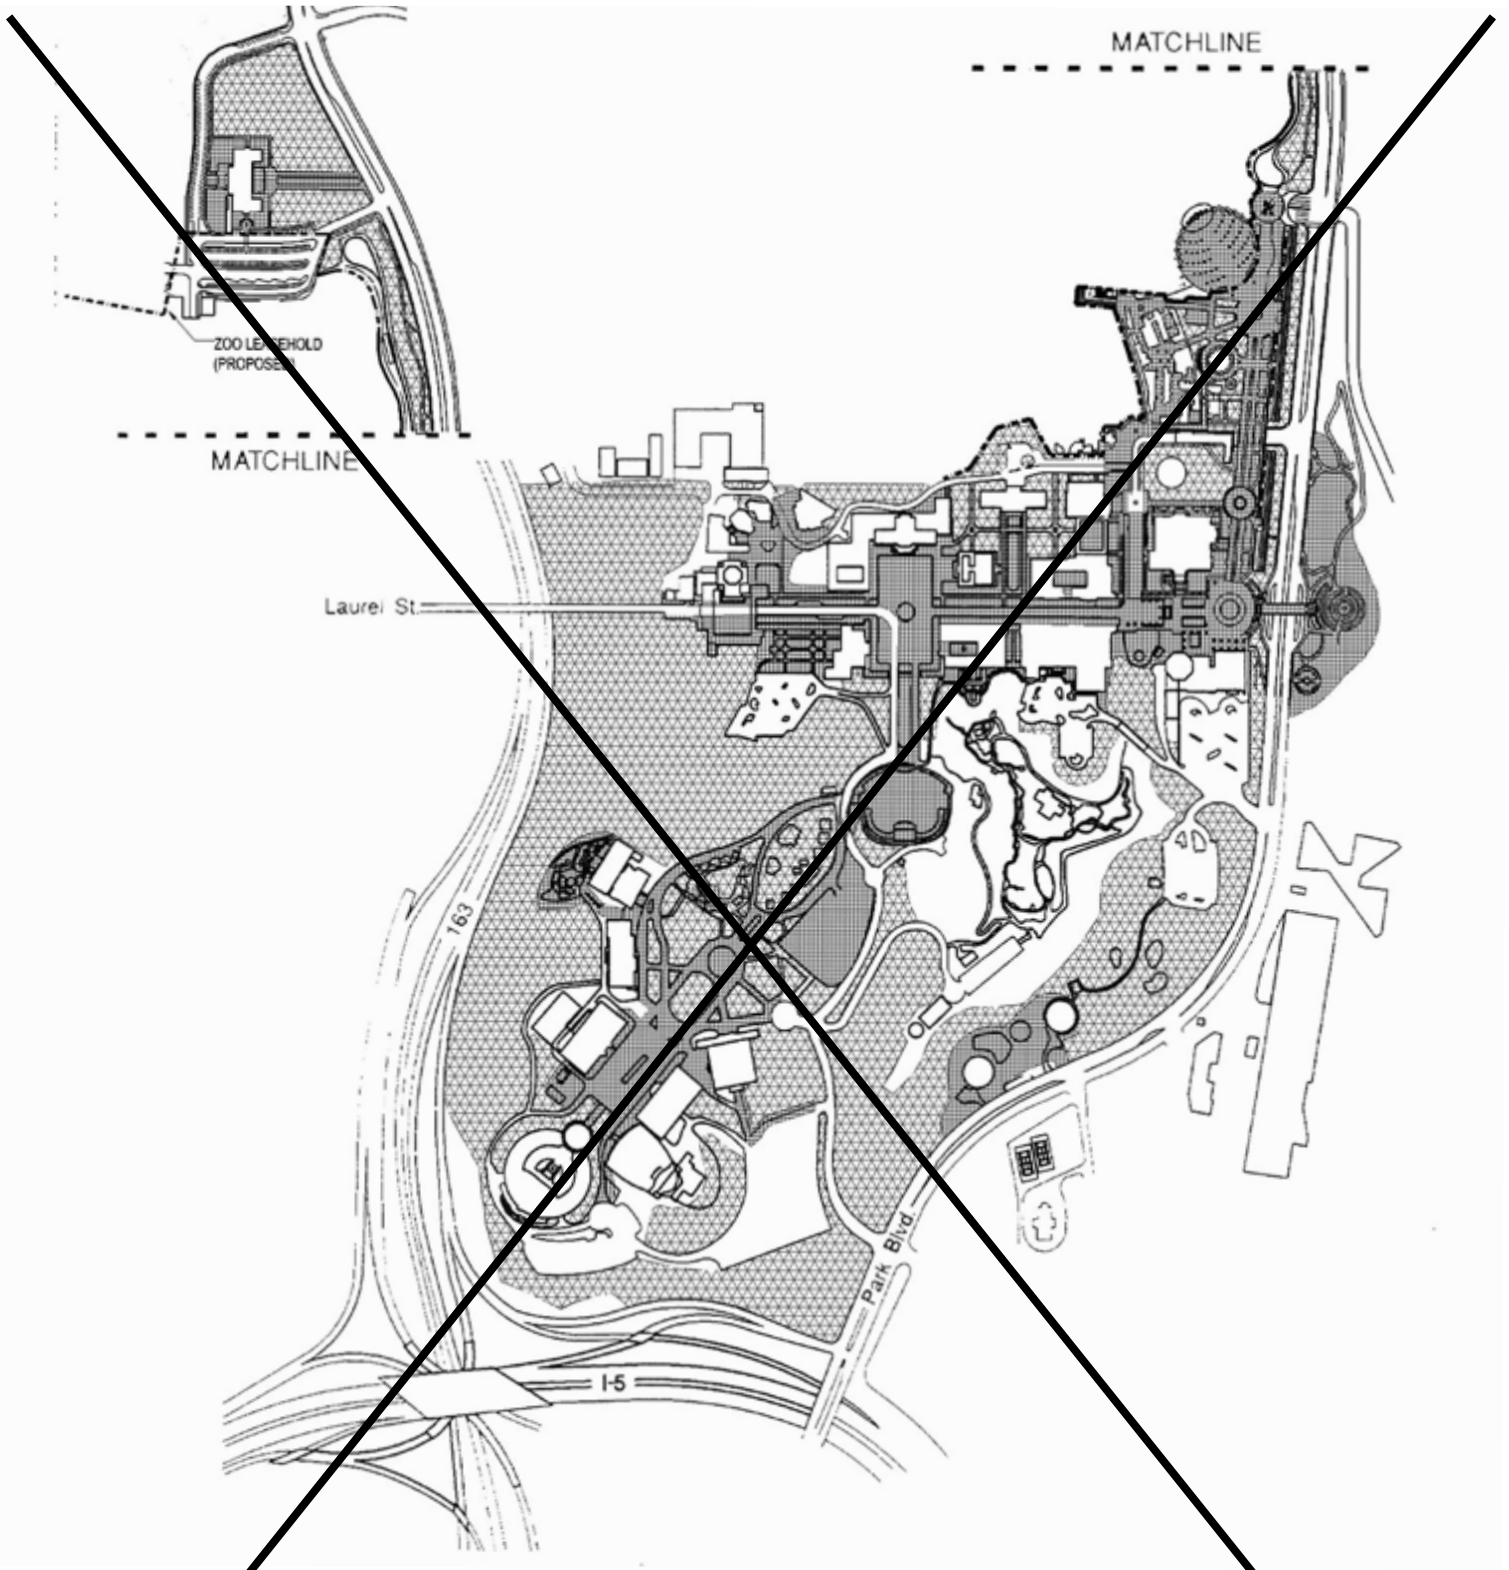 MATCHLINE
ZOO LEASEHOLD
(PROPOSED)
MATCHLINE
Laurel St.
163
Park Blvd.
I-5